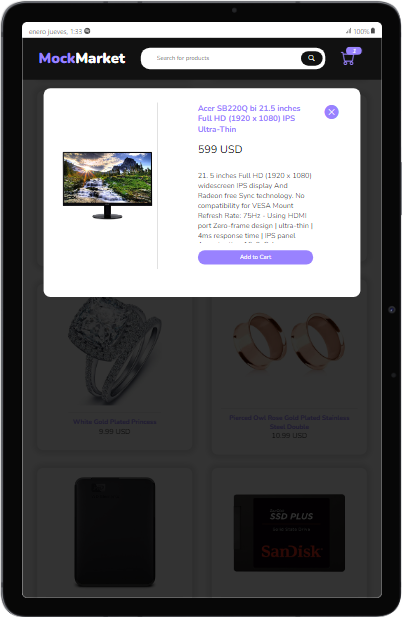 enero jueves, 1:33
100%
MockMarket
Search for products
Acer SB220Q bi 21.5 inches
Full HD (1920 x 1080) IPS
Ultra-Thin
599 USD
21. 5 inches Full HD (1920 x 1080)
widescreen IPS display And
Radeon free Sync technology. No
compatibility for VESA Mount
Refresh Rate: 75Hz - Using HDMI
port Zero-frame design | ultra-thin |
4ms response time | IPS panel
Add to Cart
White Gold Plated Princess
9.99 USD
Pierced Owl Rose Gold Plated Stainless
Steel Double
10.99 USD
SSD PLUS
SanDisk